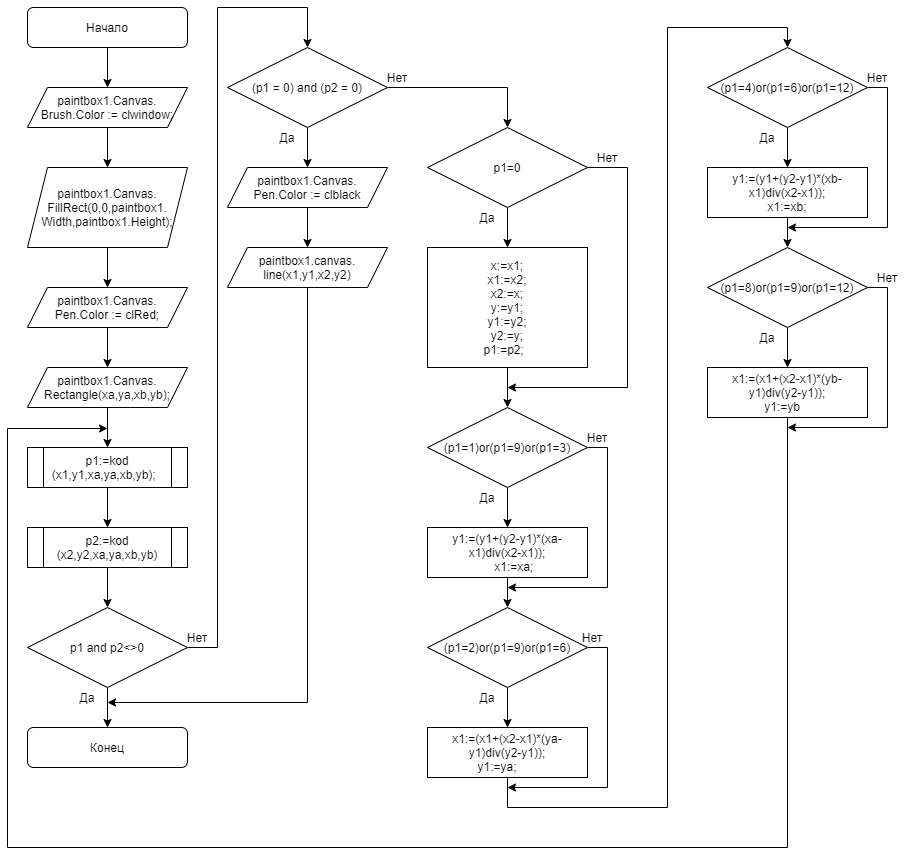 Начало
paintbox1.Canvas.
Brush.Color := clwindow;
paintbox1.Canvas.
FillRect(0,0,paintbox1.
Width,paintbox1.Height);
paintbox1.Canvas.
Pen.Color := clRed;
paintbox1.Canvas.
Rectangle(xa,ya,xb,yb);
p1:=kod
(x1,y1,xa,ya,xb,yb);
p2:=kod
(x2,y2,xa,ya,xb,yb)
p1 and p2<>0
Нет
Да
Конец
(p1 = 0) and (p2 = 0)
Нет
Да
paintbox1.Canvas.
Pen.Color := clblack
paintbox1.canvas.
line(x1,y1,x2,y2)
p1=0
Нет
Да
x:=x1;
x1:=x2;
x2:=x;
y:=y1;
y1:=y2;
y2:=y;
p1:=p2;
(p1=1)or(p1=9)or(p1=3)
Нет
Да
y1:=(y1+(y2-y1)*(xa-
x1)div(x2-x1));
x1:=xa;
(p1=2)or(p1=9)or(p1=6)
Нет
Да
x1:=(x1+(x2-x1)*(ya-
y1)div(y2-y1));
y1:=ya;
(p1=4)or(p1=6)or(p1=12)
Нет
Да
y1:=(y1+(y2-y1)*(xb-
x1)div(x2-x1));
x1:=xb;
(p1=8)or(p1=9)or(p1=12)
Нет
Да
x1:=(x1+(x2-x1)*(yb-
y1)div(y2-y1));
y1:=yb